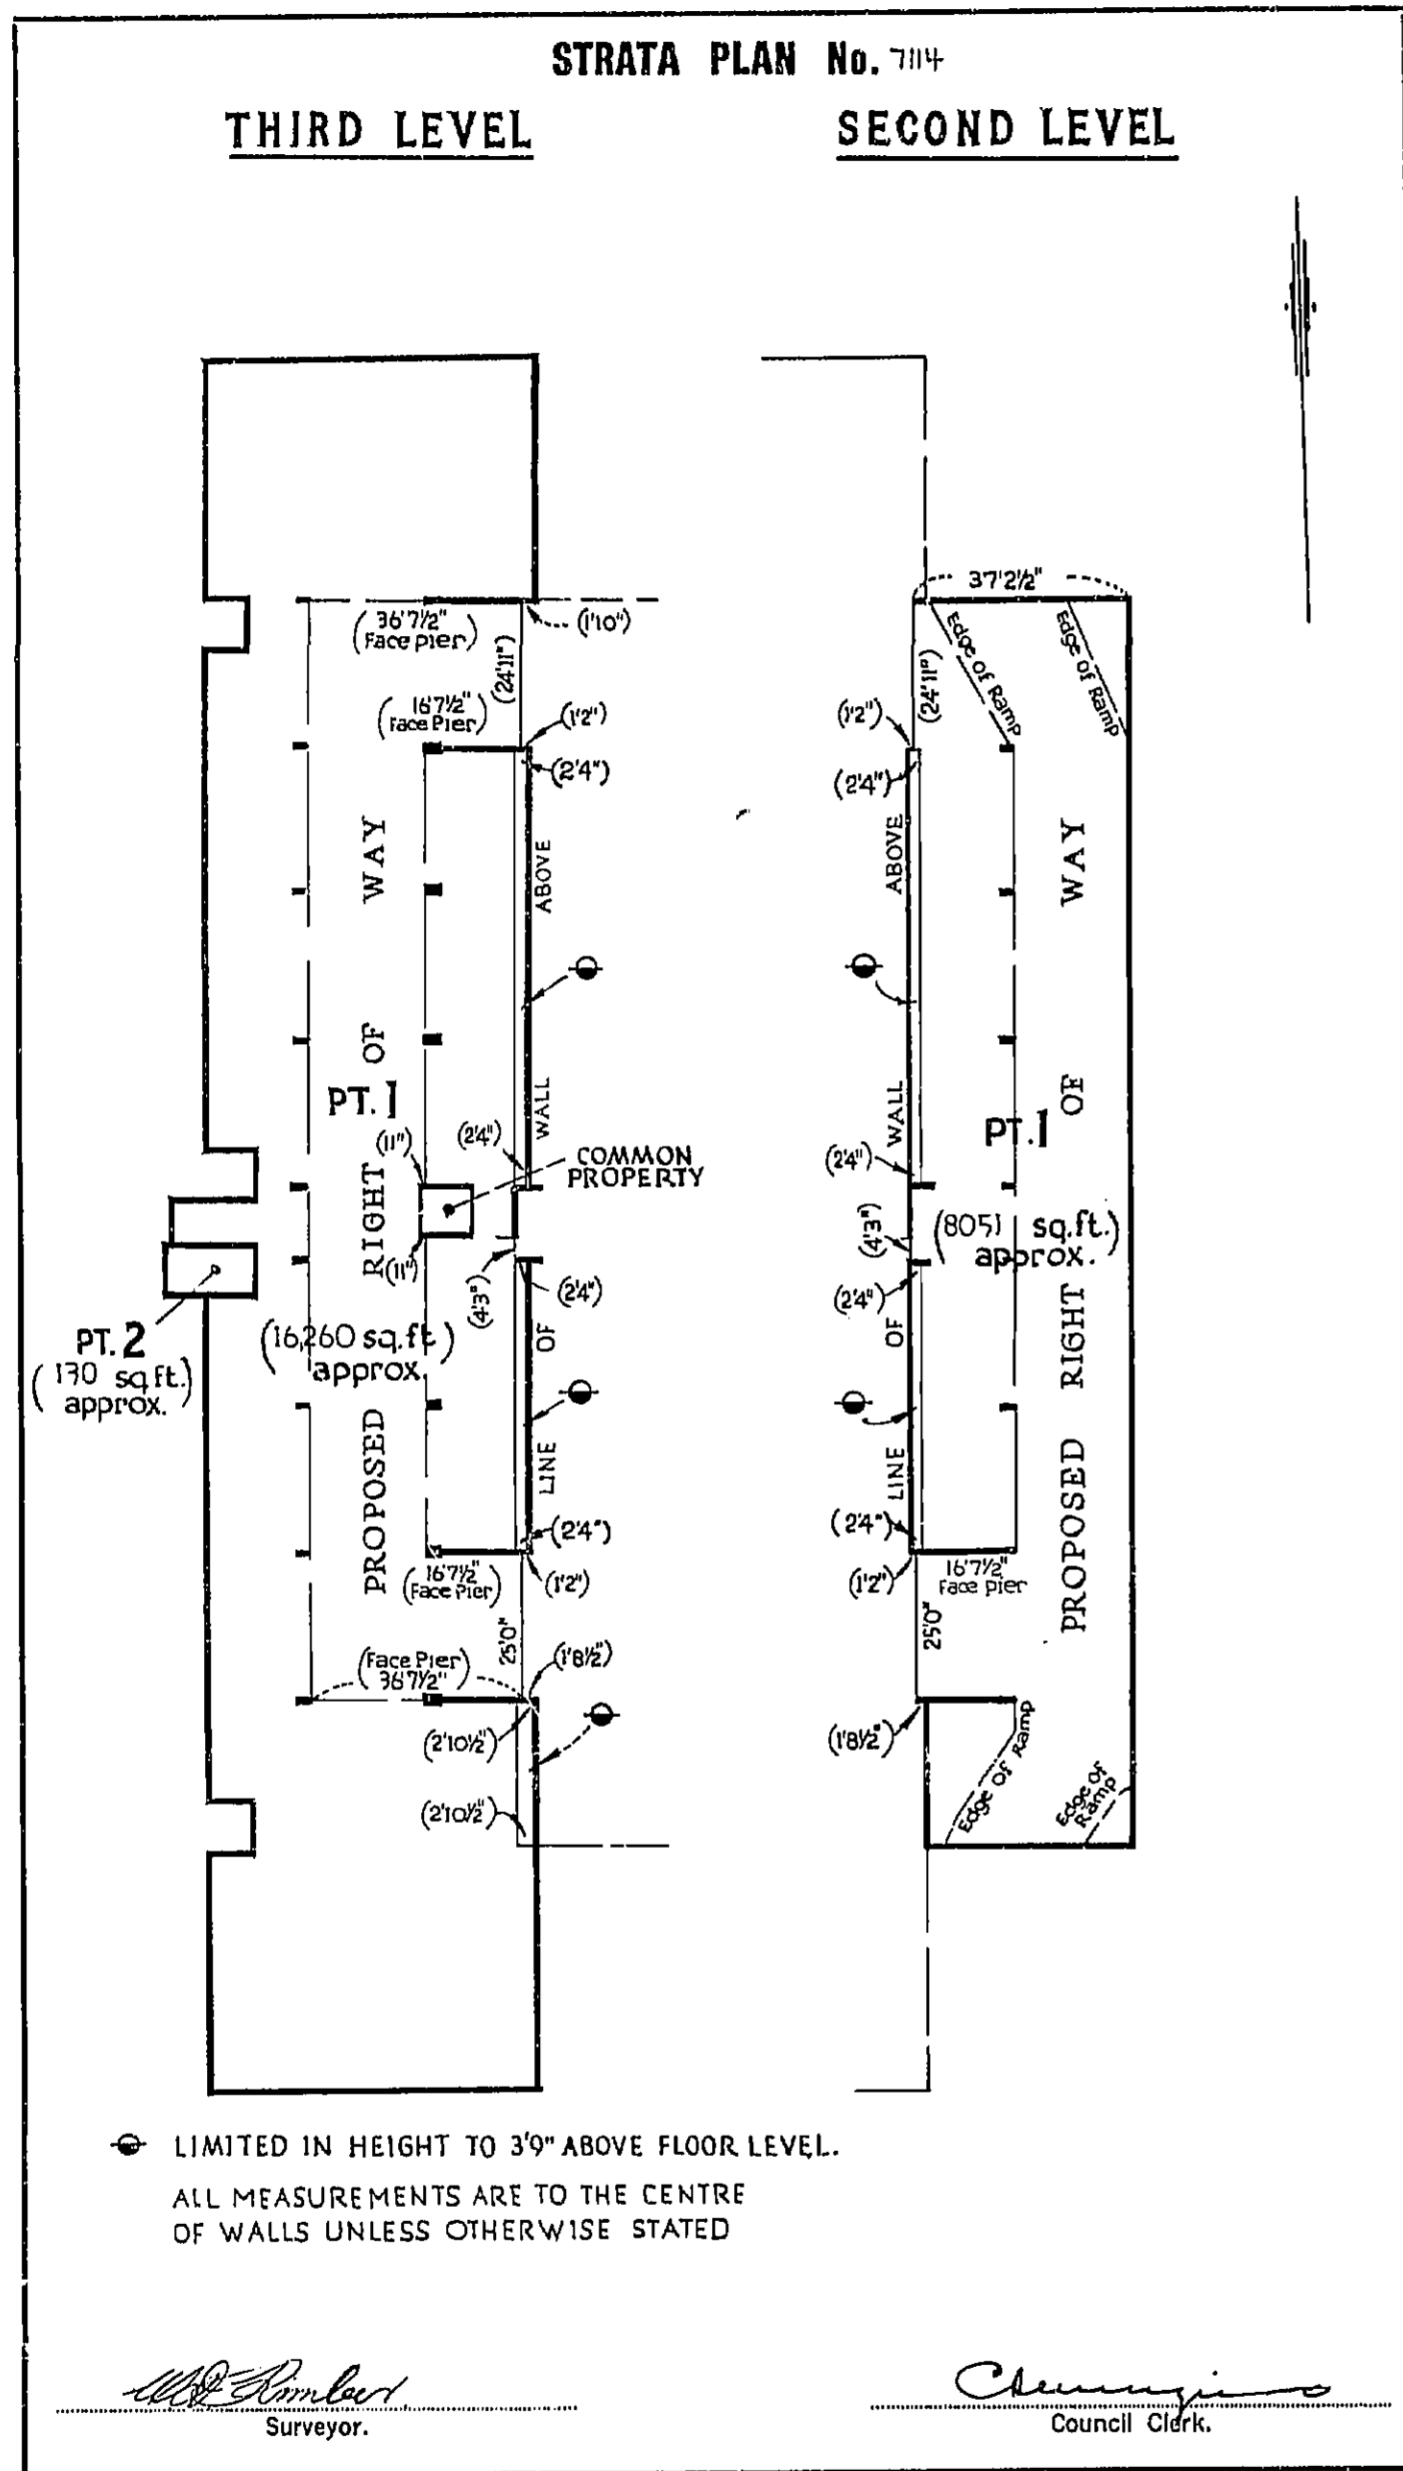 STRATA PLAN No. 7114
THIRD LEVEL
SECOND LEVEL
(36'7½"
Face pier)
(1'10")
(24'11")
(16'7½"
Face Pier)
(1'2")
(2'4")
WAY
ABOVE
OF
PT. 1
WALL
(11")
(2'4")
COMMON
PROPERTY
RIGHT
(11")
(4'3")
(2'4")
PT. 2
(130 sq.ft.)
approx.
(16,260 sq.ft.)
approx.
OF
PROPOSED
LINE
(2'4")
(16'7½"
Face Pier)
(1'2")
25'0"
(Face Pier
36'7½")
(1'8½")
(2'10½")
(2'10½")
37'2½"
Edge of Ramp
Edge of Ramp
(24'11")
(1'2")
(2'4")
ABOVE
WAY
WALL
OF
PT. 1
(2'4")
(4'3")
(8051 sq.ft.)
approx.
(2'4")
OF
RIGHT
LINE
PROPOSED
(2'4")
(1'2")
16'7½"
Face pier
25'0"
(1'8½")
Edge Of Ramp
Edge of
Ramp
LIMITED IN HEIGHT TO 3'9" ABOVE FLOOR LEVEL.
ALL MEASUREMENTS ARE TO THE CENTRE
OF WALLS UNLESS OTHERWISE STATED
Surveyor.
Council Clerk.